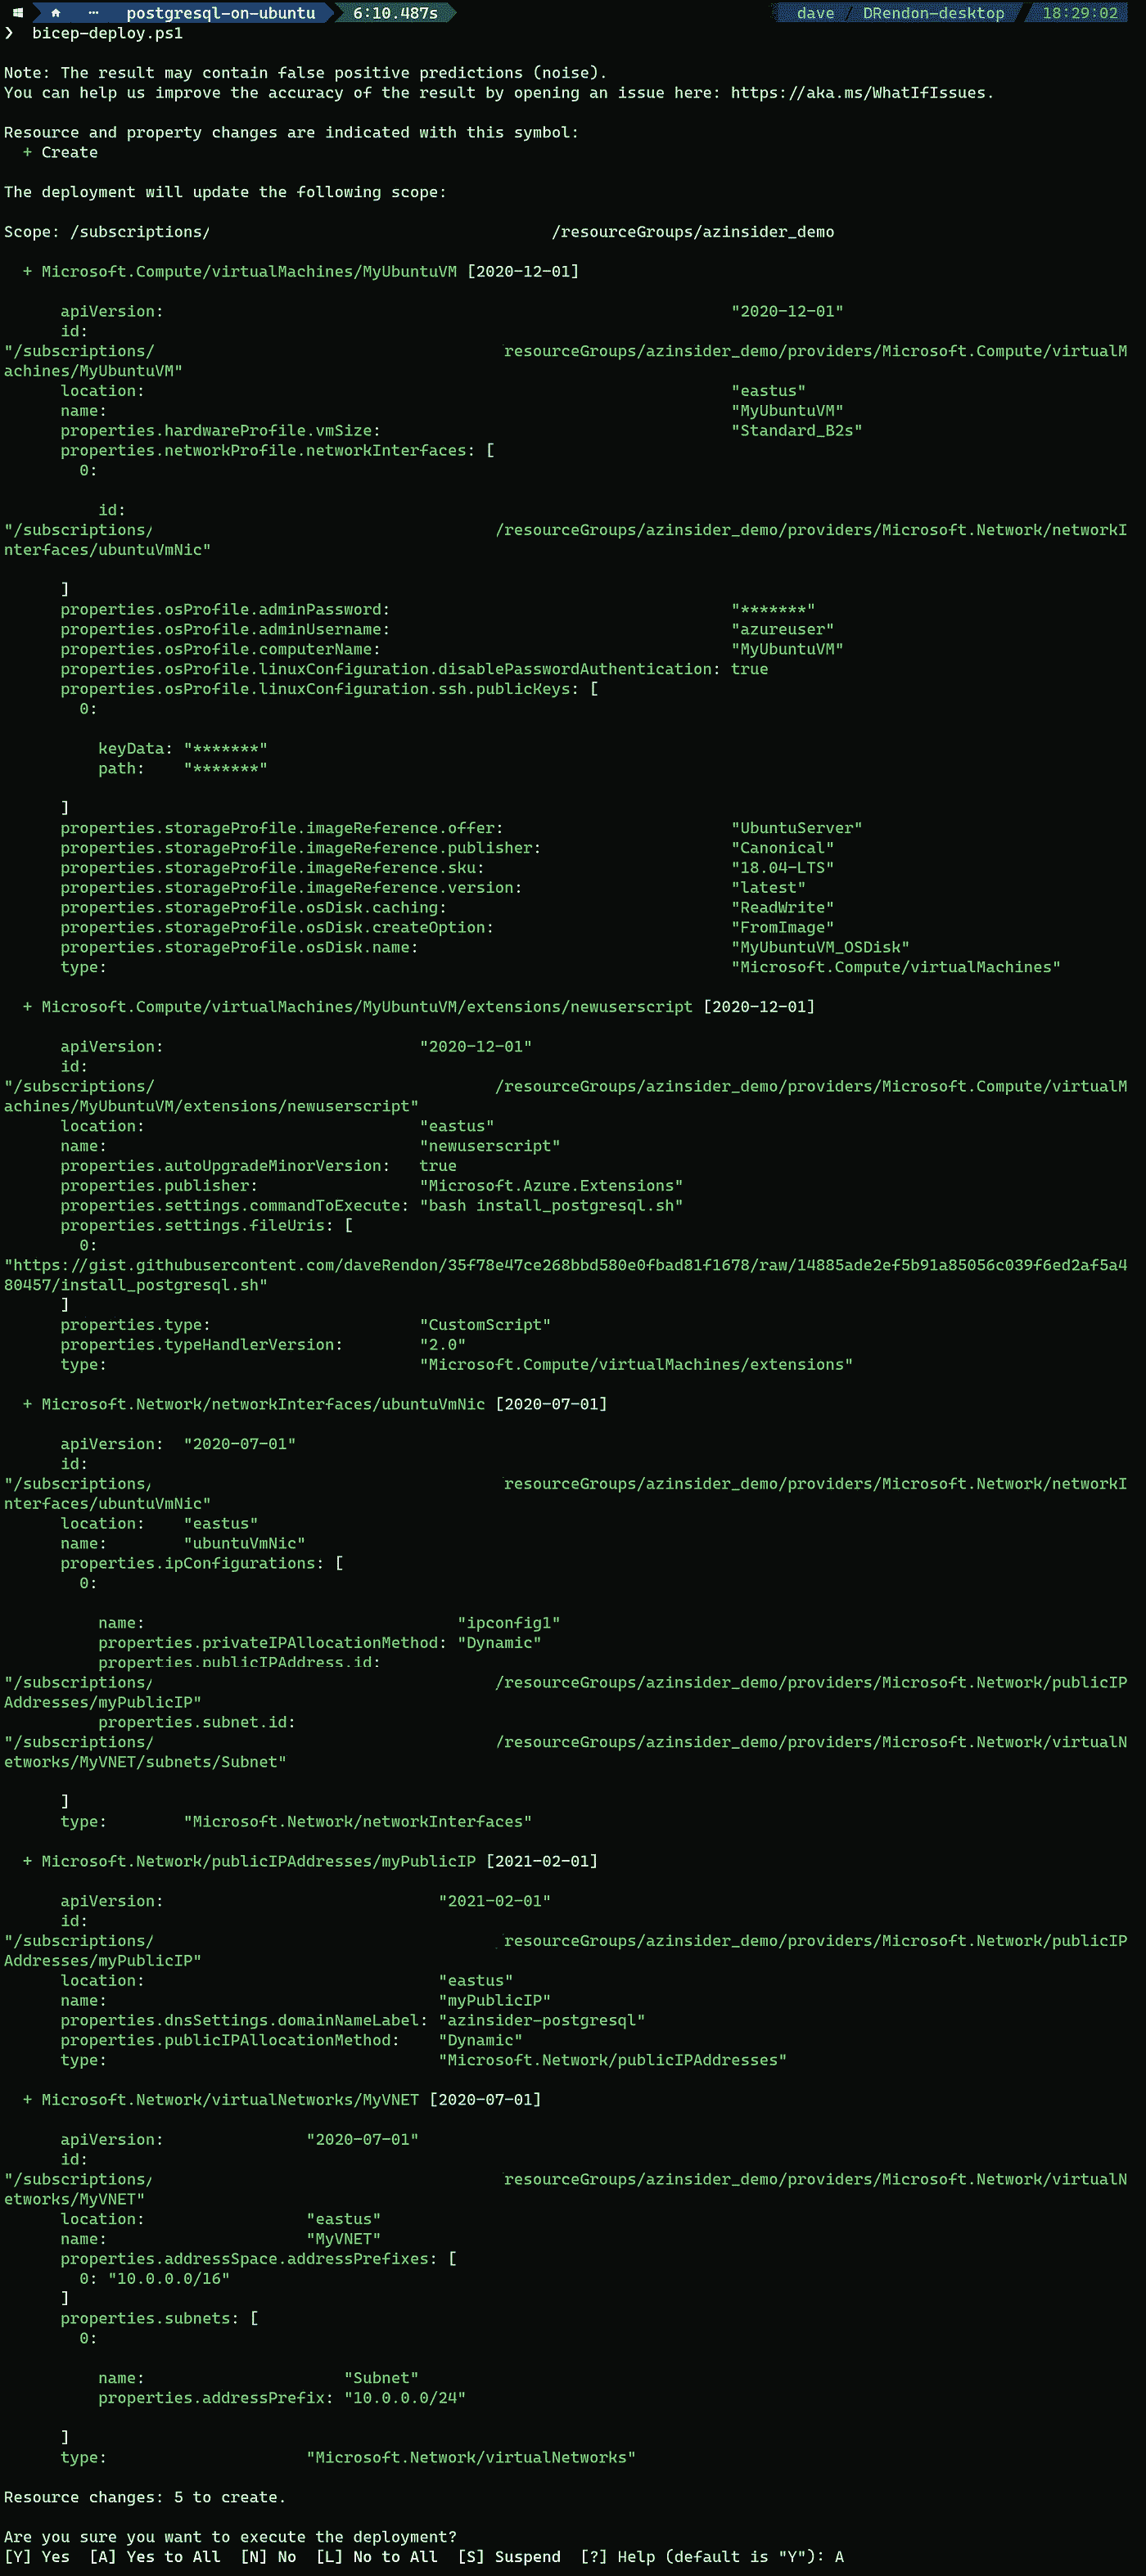 postgresql-on-ubuntu 6:10.487s dave / DRendon-desktop 18:29:02
❯ bicep-deploy.ps1
Note: The result may contain false positive predictions (noise).
You can help us improve the accuracy of the result by opening an issue here: https://aka.ms/WhatIfIssues.
Resource and property changes are indicated with this symbol:
+ Create
The deployment will update the following scope:
Scope: /subscriptions/ /resourceGroups/azinsider_demo
+ Microsoft.Compute/virtualMachines/MyUbuntuVM [2020-12-01]
apiVersion: "2020-12-01"
id:
"/subscriptions/ resourceGroups/azinsider_demo/providers/Microsoft.Compute/virtualM
achines/MyUbuntuVM"
location: "eastus"
name: "MyUbuntuVM"
properties.hardwareProfile.vmSize: "Standard_B2s"
properties.networkProfile.networkInterfaces: [
0:
id:
"/subscriptions/ /resourceGroups/azinsider_demo/providers/Microsoft.Network/networkI
nterfaces/ubuntuVmNic"
]
properties.osProfile.adminPassword: "*******"
properties.osProfile.adminUsername: "azureuser"
properties.osProfile.computerName: "MyUbuntuVM"
properties.osProfile.linuxConfiguration.disablePasswordAuthentication: true
properties.osProfile.linuxConfiguration.ssh.publicKeys: [
0:
keyData: "*******"
path: "*******"
]
properties.storageProfile.imageReference.offer: "UbuntuServer"
properties.storageProfile.imageReference.publisher: "Canonical"
properties.storageProfile.imageReference.sku: "18.04-LTS"
properties.storageProfile.imageReference.version: "latest"
properties.storageProfile.osDisk.caching: "ReadWrite"
properties.storageProfile.osDisk.createOption: "FromImage"
properties.storageProfile.osDisk.name: "MyUbuntuVM_OSDisk"
type: "Microsoft.Compute/virtualMachines"
+ Microsoft.Compute/virtualMachines/MyUbuntuVM/extensions/newuserscript [2020-12-01]
apiVersion: "2020-12-01"
id:
"/subscriptions/ /resourceGroups/azinsider_demo/providers/Microsoft.Compute/virtualM
achines/MyUbuntuVM/extensions/newuserscript"
location: "eastus"
name: "newuserscript"
properties.autoUpgradeMinorVersion: true
properties.publisher: "Microsoft.Azure.Extensions"
properties.settings.commandToExecute: "bash install_postgresql.sh"
properties.settings.fileUris: [
0:
"https://gist.githubusercontent.com/daveRendon/35f78e47ce268bbd580e0fbad81f1678/raw/14885ade2ef5b91a85056c039f6ed2af5a4
80457/install_postgresql.sh"
]
properties.type: "CustomScript"
properties.typeHandlerVersion: "2.0"
type: "Microsoft.Compute/virtualMachines/extensions"
+ Microsoft.Network/networkInterfaces/ubuntuVmNic [2020-07-01]
apiVersion: "2020-07-01"
id:
"/subscriptions/ resourceGroups/azinsider_demo/providers/Microsoft.Network/networkI
nterfaces/ubuntuVmNic"
location: "eastus"
name: "ubuntuVmNic"
properties.ipConfigurations: [
0:
name: "ipconfig1"
properties.privateIPAllocationMethod: "Dynamic"
properties.publicIPAddress.id:
"/subscriptions/ /resourceGroups/azinsider_demo/providers/Microsoft.Network/publicIP
Addresses/myPublicIP"
properties.subnet.id:
"/subscriptions/ /resourceGroups/azinsider_demo/providers/Microsoft.Network/virtualN
etworks/MyVNET/subnets/Subnet"
]
type: "Microsoft.Network/networkInterfaces"
+ Microsoft.Network/publicIPAddresses/myPublicIP [2021-02-01]
apiVersion: "2021-02-01"
id:
"/subscriptions/ resourceGroups/azinsider_demo/providers/Microsoft.Network/publicIP
Addresses/myPublicIP"
location: "eastus"
name: "myPublicIP"
properties.dnsSettings.domainNameLabel: "azinsider-postgresql"
properties.publicIPAllocationMethod: "Dynamic"
type: "Microsoft.Network/publicIPAddresses"
+ Microsoft.Network/virtualNetworks/MyVNET [2020-07-01]
apiVersion: "2020-07-01"
id:
"/subscriptions/ resourceGroups/azinsider_demo/providers/Microsoft.Network/virtualN
etworks/MyVNET"
location: "eastus"
name: "MyVNET"
properties.addressSpace.addressPrefixes: [
0: "10.0.0.0/16"
]
properties.subnets: [
0:
name: "Subnet"
properties.addressPrefix: "10.0.0.0/24"
]
type: "Microsoft.Network/virtualNetworks"
Resource changes: 5 to create.
Are you sure you want to execute the deployment?
[Y] Yes [A] Yes to All [N] No [L] No to All [S] Suspend [?] Help (default is "Y"): A